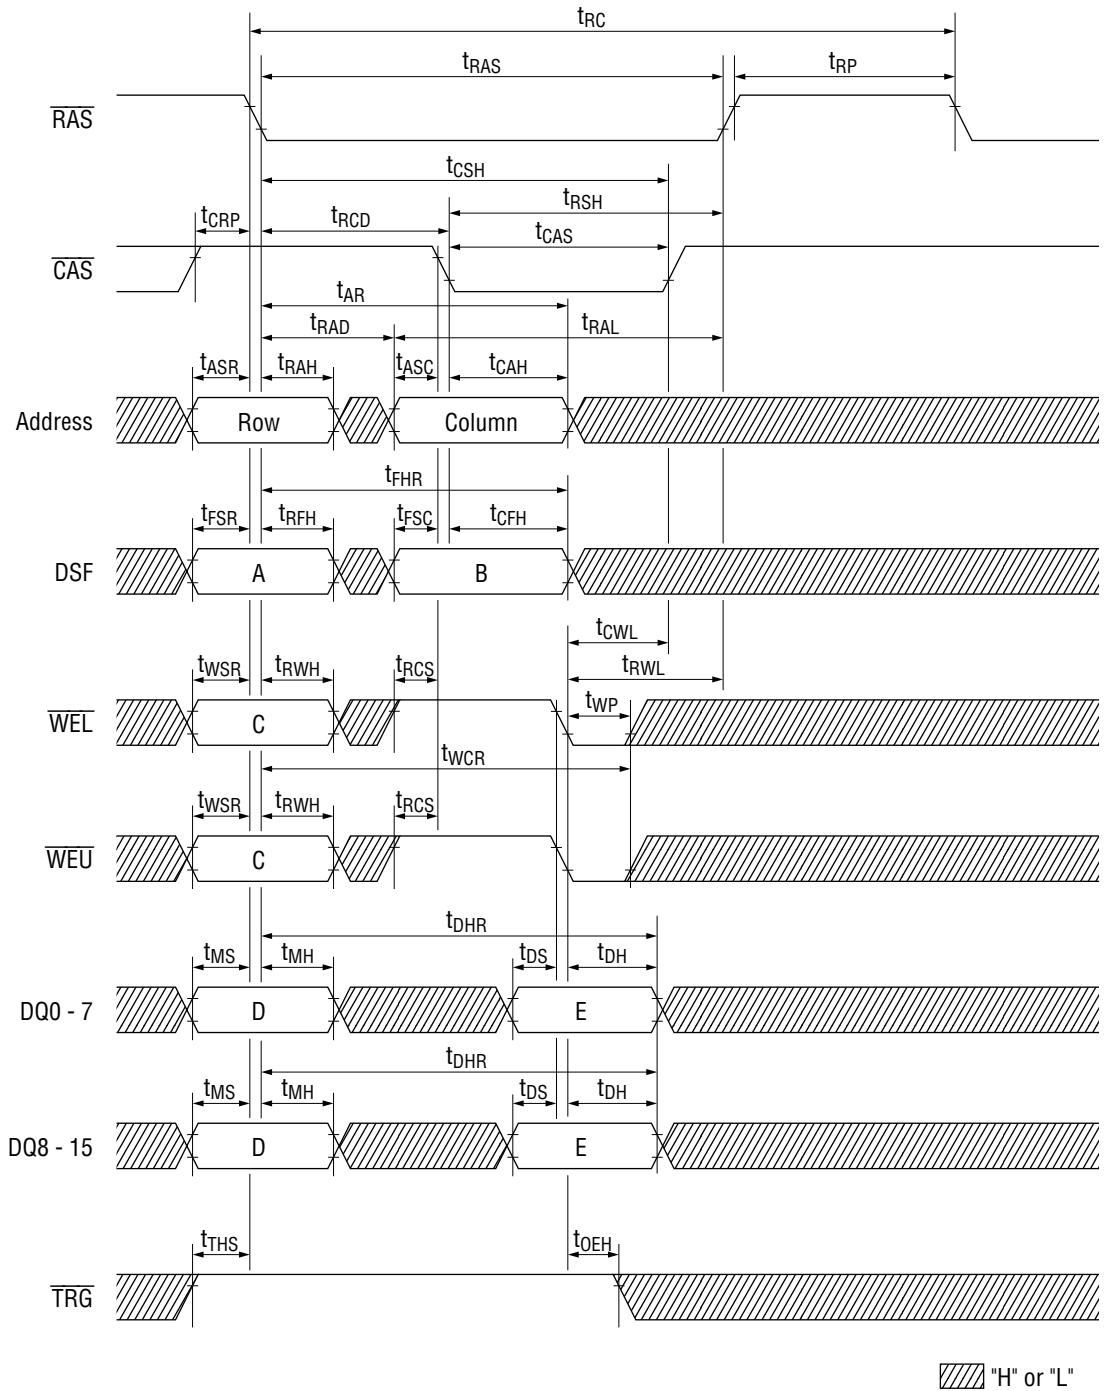 tRC
tRAS tRP
RAS
tCSH
tRSH
tCRP tRCD
tCAS
CAS
tAR
tRAD tRAL
tASR tRAH tASC tCAH
Address Row Column
tFHR
tFSR tRFH tFSC tCFH
DSF A B
tCWL
tWSR tRWH tRCS tRWL
tWP
WEL C
tWCR
tWSR tRWH tRCS
WEU C
tDHR
tMS tMH tDS tDH
DQ0 - 7 D E
tDHR
tMS tMH tDS tDH
DQ8 - 15 D E
tTHS tOEH
TRG
"H" or "L"